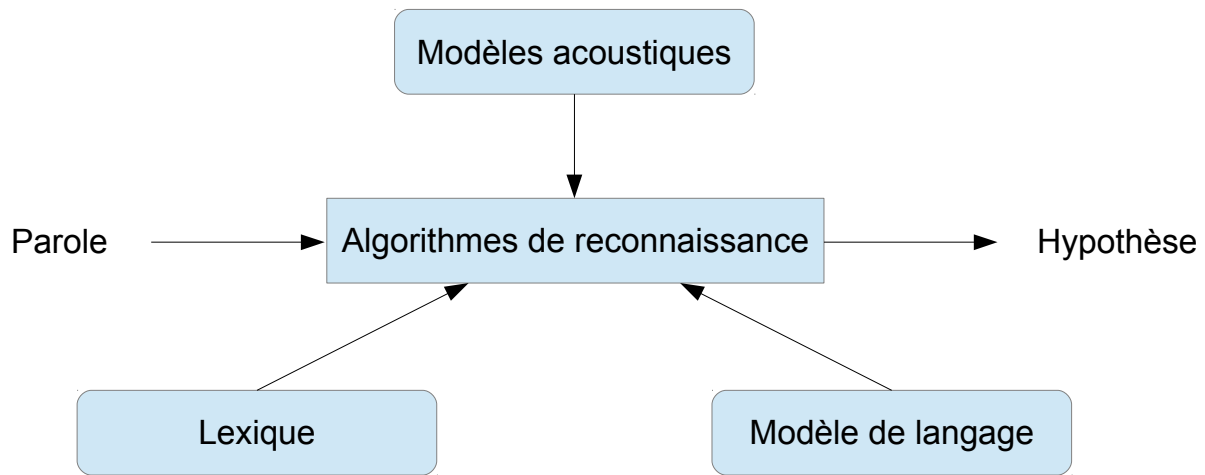 Modèles acoustiques
Parole
Algorithmes de reconnaissance
Hypothèse
Lexique
Modèle de langage